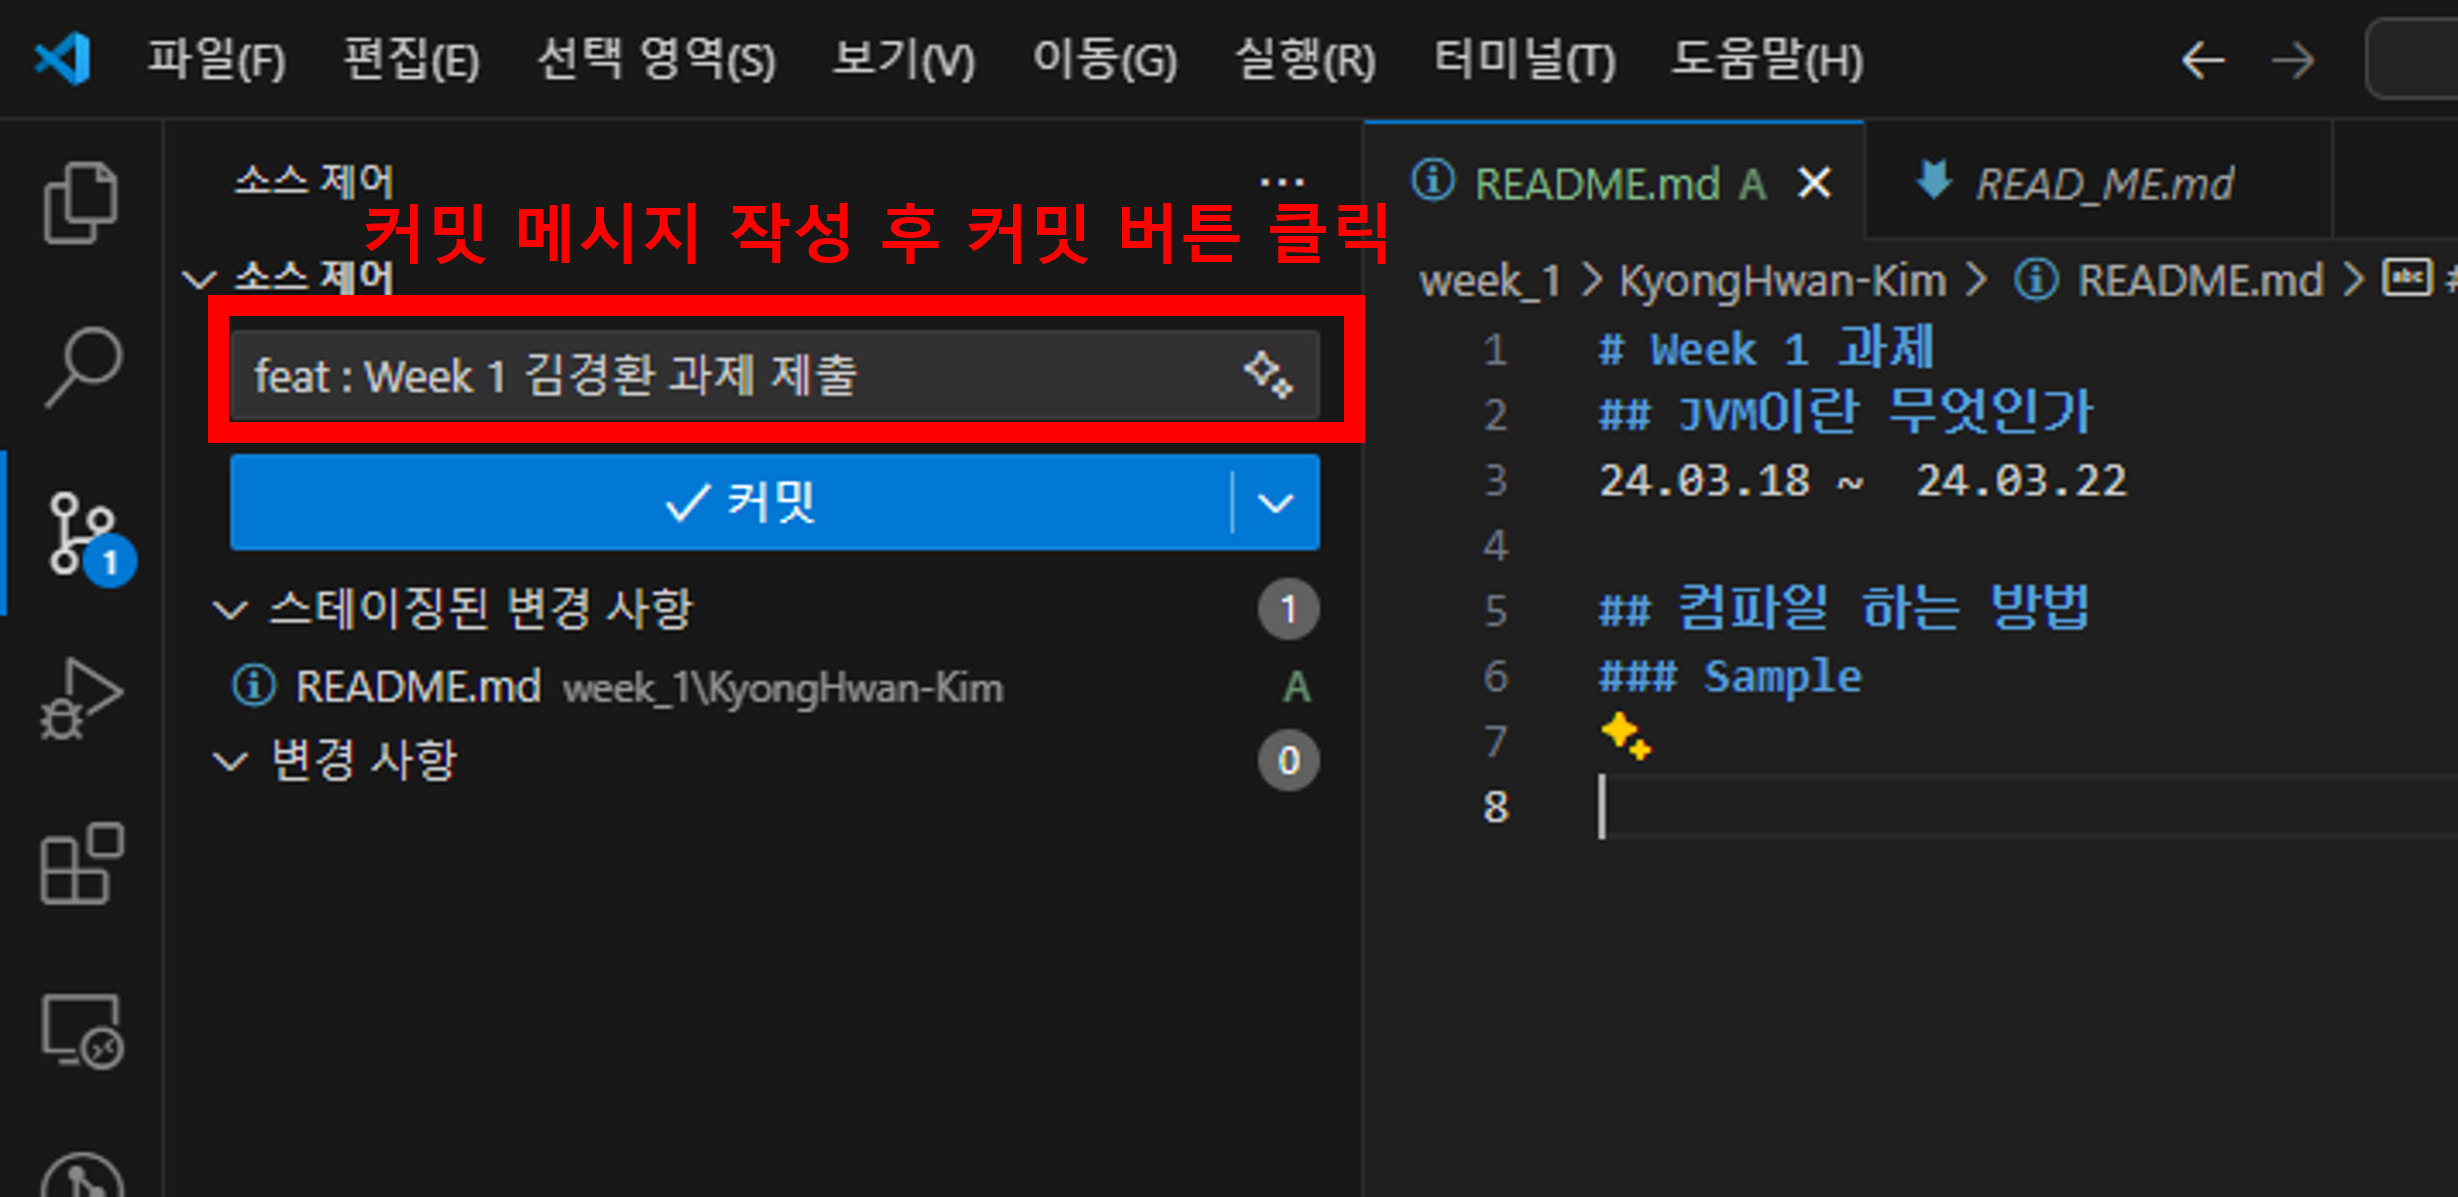 파일(F) 편집(E) 선택 영역(S) 보기(V) 이동(G) 실행(R) 터미널(T) 도움말(H)
소스 제어 ...
커밋 메시지 작성 후 커밋 버튼 클릭
소스 제어
feat : Week 1 김경환 과제 제출
커밋
1
스테이징된 변경 사항 1
README.md week_1\KyongHwan-Kim A
변경 사항 0
README.md A
READ_ME.md
week_1 > KyongHwan-Kim > README.md > abc #
1 # Week 1 과제
2 ## JVM이란 무엇인가
3 24.03.18 ~ 24.03.22
4
5 ## 컴파일 하는 방법
6 ### Sample
7
8